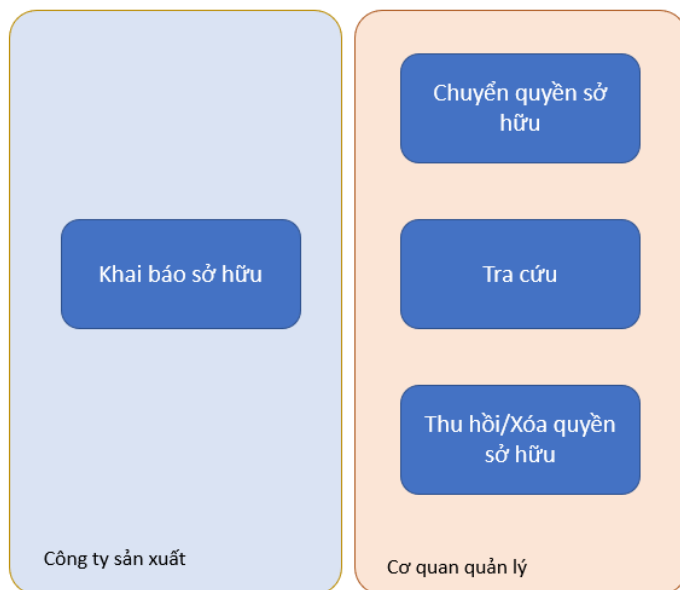 Khai báo sở hữu
Công ty sản xuất
Chuyển quyền sở
hữu
Tra cứu
Thu hồi/Xóa quyền
sở hữu
Cơ quan quản lý